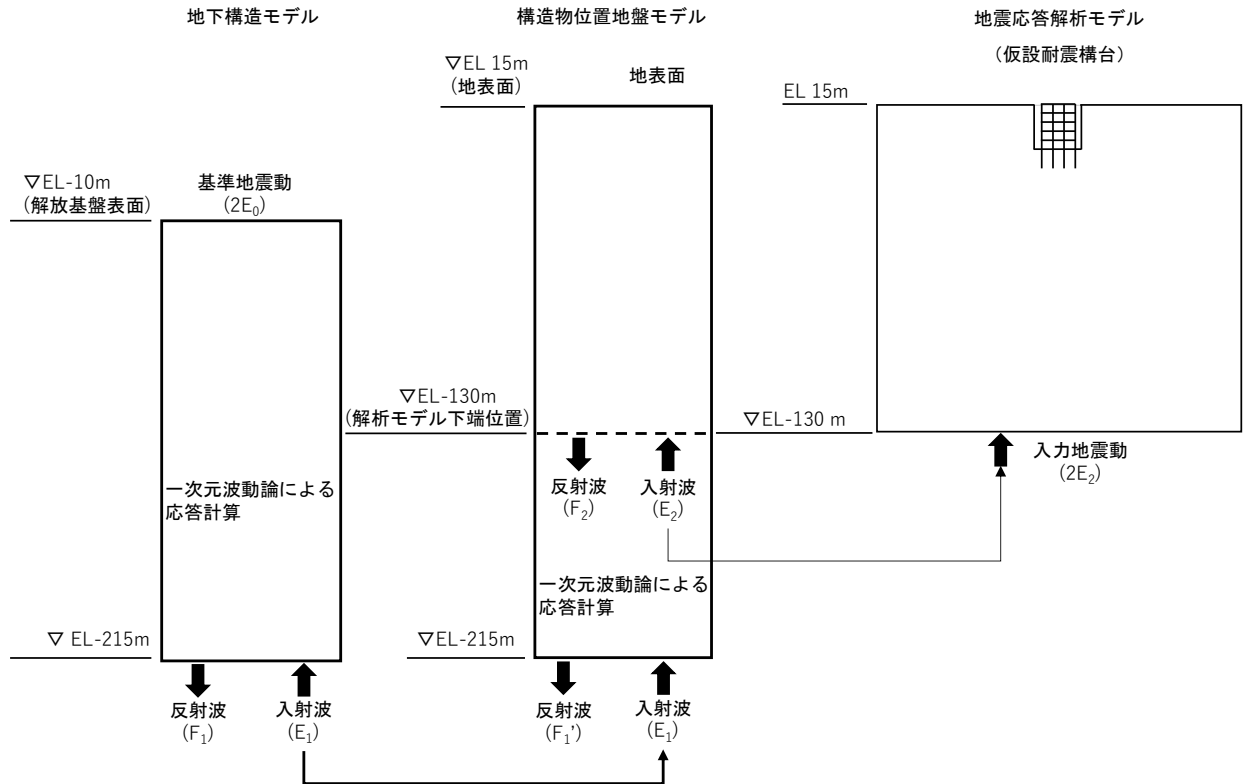 地下構造モデル
構造物位置地盤モデル
地震応答解析モデル
(仮設耐震構台)
▽EL 15m
(地表面)
地表面
EL 15m
▽EL-10m
(解放基盤表面)
基準地震動
(2E₀)
▽EL-130m
(解析モデル下端位置)
▽EL-130 m
入力地震動
(2E₂)
反射波
(F₂)
入射波
(E₂)
一次元波動論による
応答計算
一次元波動論による
応答計算
▽ EL-215m
▽EL-215m
反射波
(F₁)
入射波
(E₁)
反射波
(F₁')
入射波
(E₁)